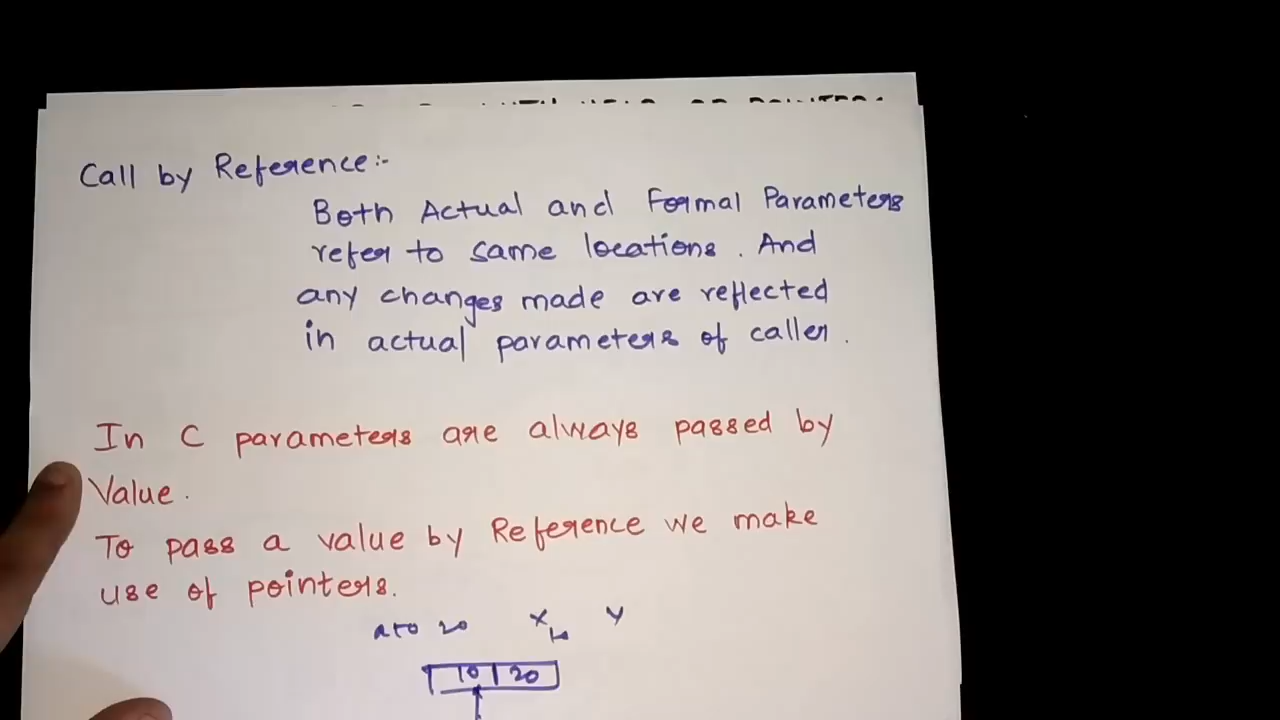 Call by Reference:-
Both Actual and Formal Parameters
refer to same locations. And
any changes made are reflected
in actual parameters of caller.
In C parameters are always passed by
Value.
To pass a value by Reference we make
use of pointers.
20 X Y
10
10 20